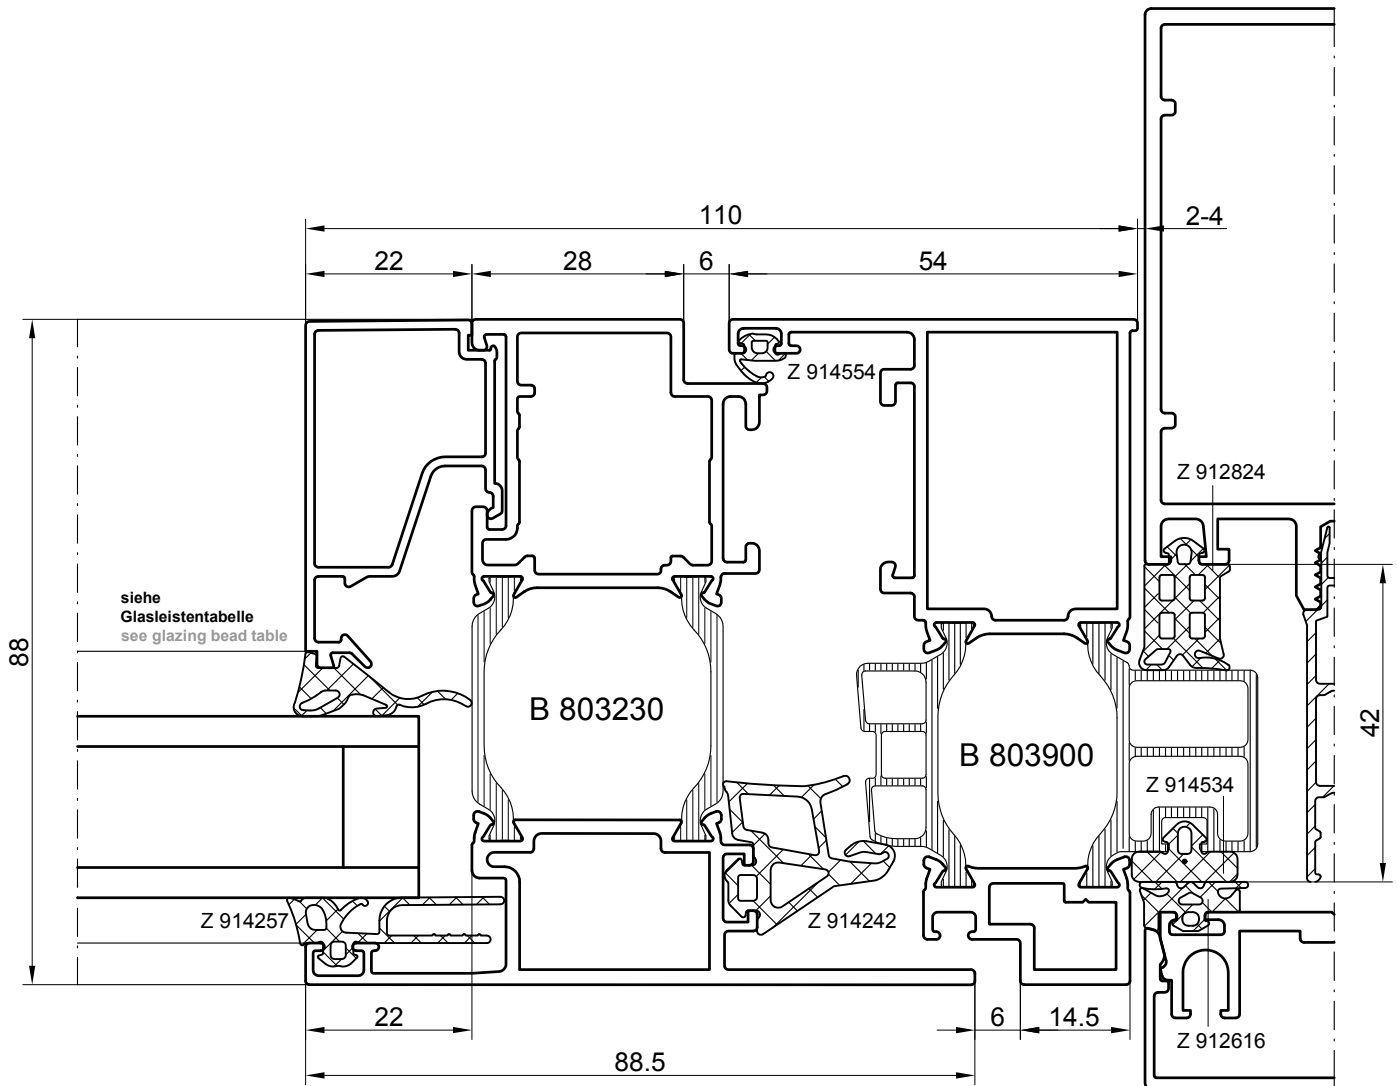 110
2-4
22
28
6
54
Z 914554
Z 912824
siehe
Glasleistentabelle
see glazing bead table
88
B 803230
B 803900
42
Z 914534
Z 914257
Z 914242
22
6
14.5
Z 912616
88.5